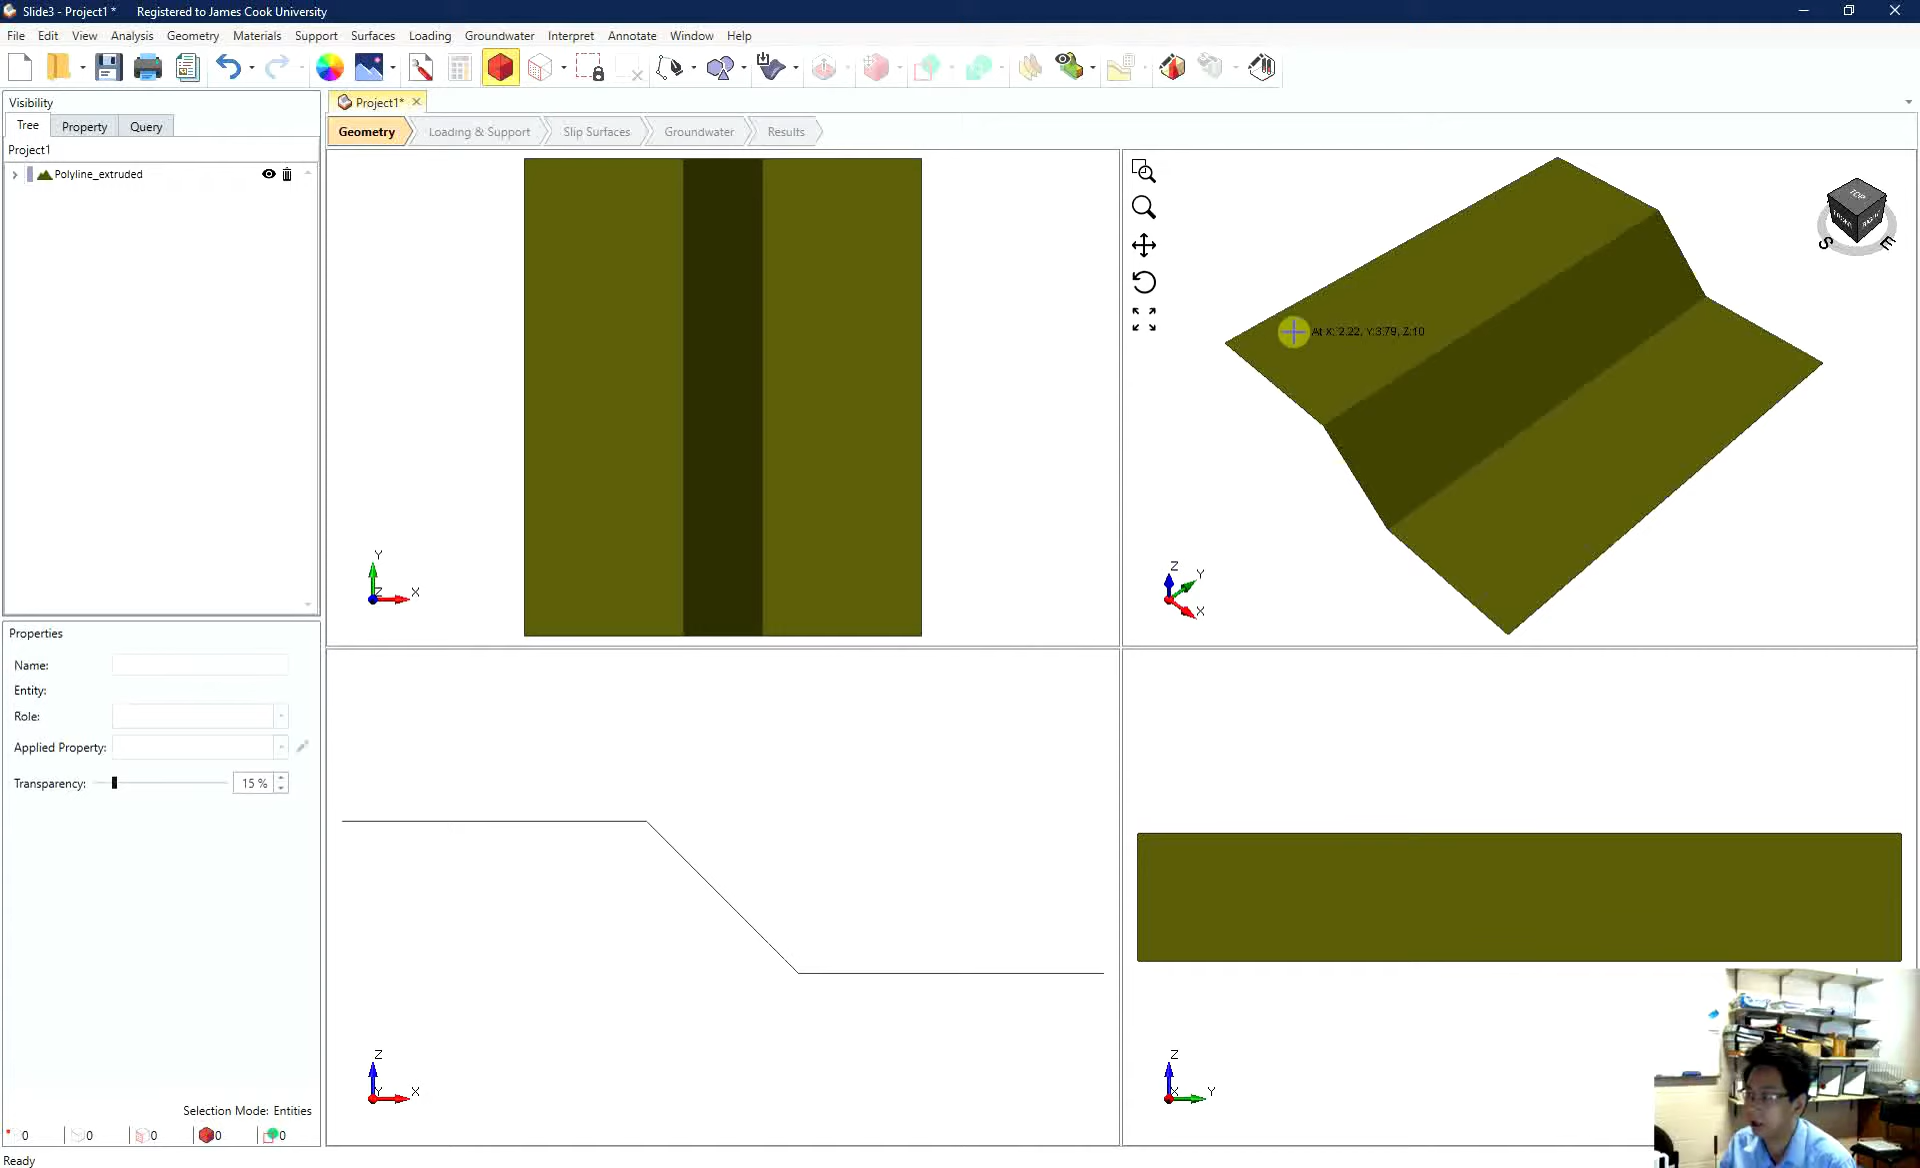 Slide3 - Project1 * Registered to James Cook University
File Edit View Analysis Geometry Materials Support Surfaces Loading Groundwater Interpret Annotate Window Help
Visibility
Tree Property Query
Project1
Polyline_extruded
Project1*
Geometry Loading & Support Slip Surfaces Groundwater Results
At X: 2.22, Y:3.79, Z:10
TOP
S E
Y
Z X
Z Y
X
Properties
Name:
Entity:
Role:
Applied Property:
Transparency: 15 %
Z
Y X
Z
X Y
Selection Mode: Entities
0 0 0 0 0
Ready